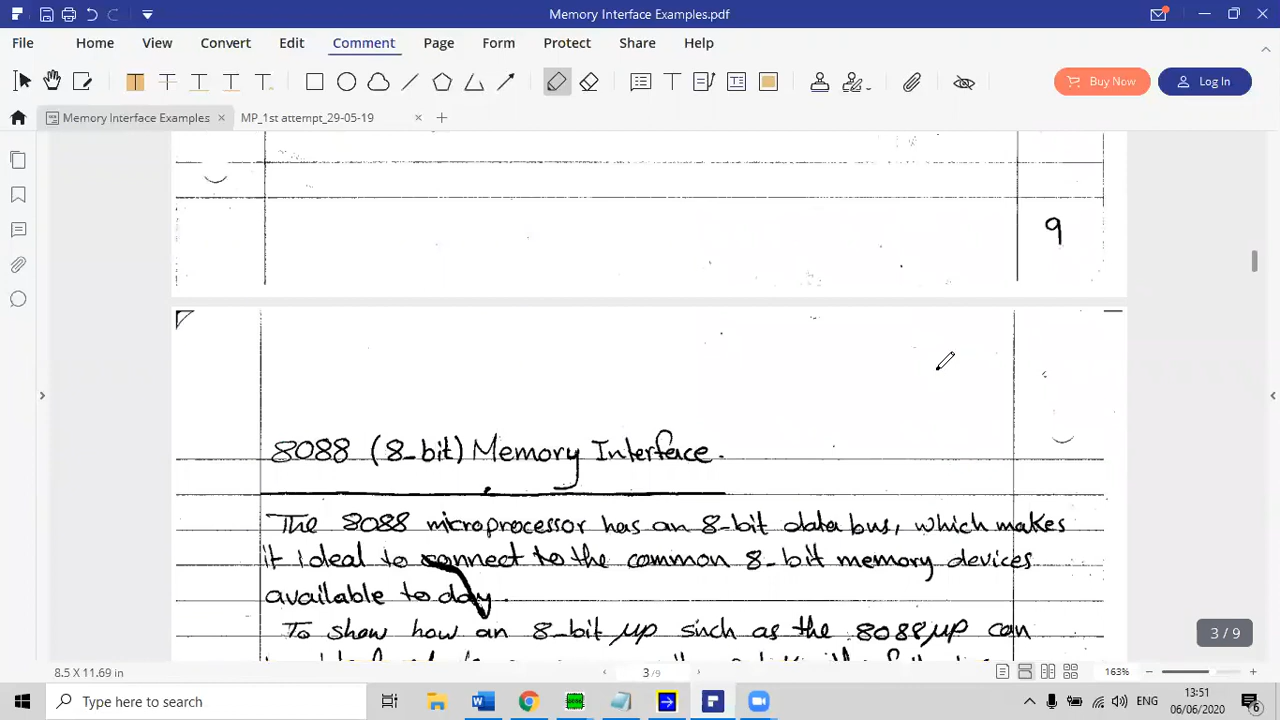 Memory Interface Examples.pdf
File Home View Convert Edit Comment Page Form Protect Share Help
Buy Now Log In
Memory Interface Examples × MP_1st attempt_29-05-19 × +
9
8088 (8-bit) Memory Interface.
The 8088 microprocessor has an 8-bit data bus, which makes
it ideal to connect to the common 8-bit memory devices
available to day.
To show how an 8-bit μp such as the 8088 μp can
3 / 9
8.5 x 11.69 in 3/9 163%
Type here to search
ENG
13:51
06/06/2020
6